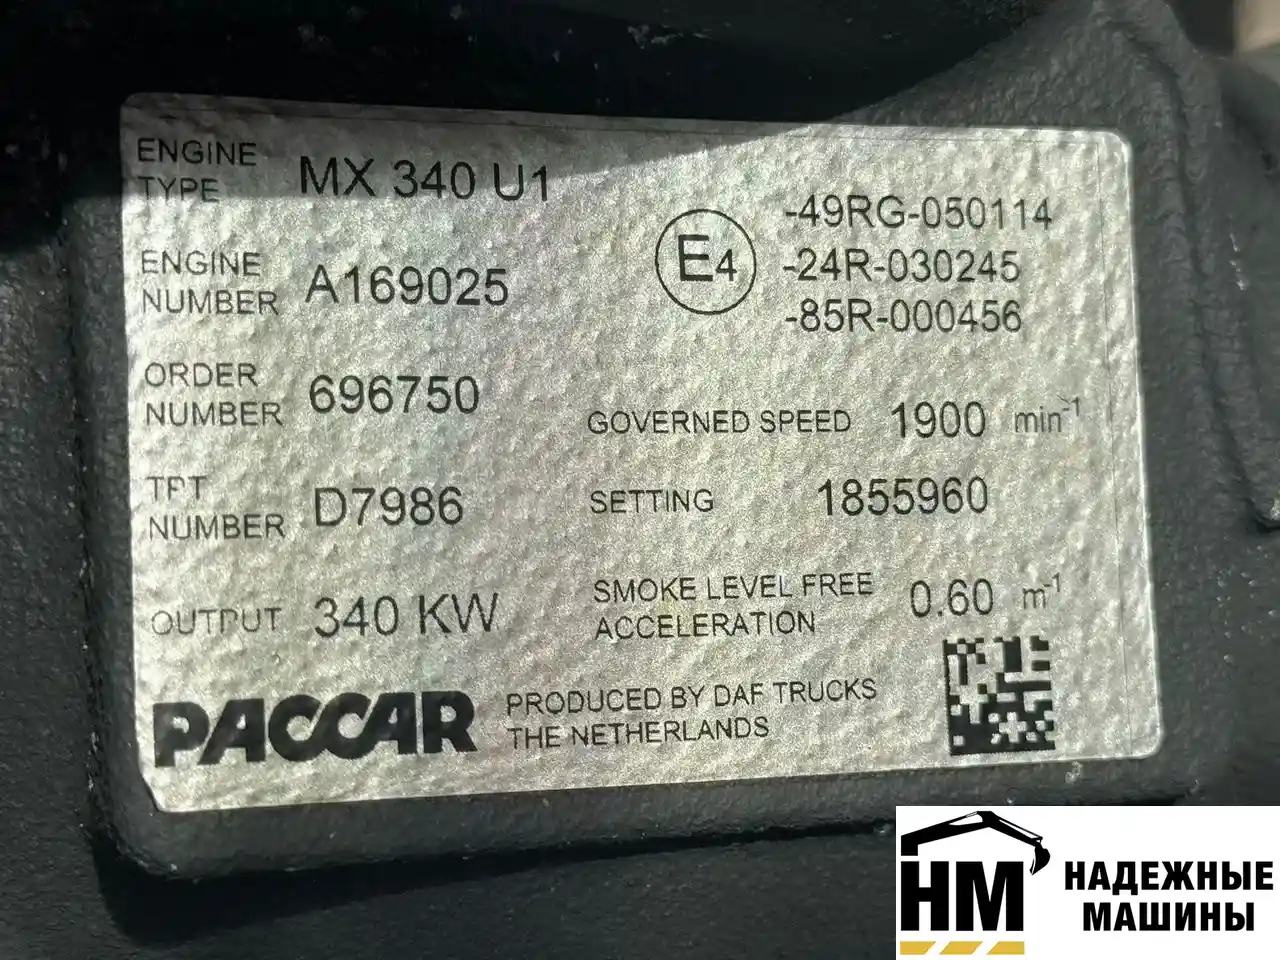 ENGINE TYPE MX 340 U1
ENGINE NUMBER A169025
ORDER NUMBER 696750
TPT NUMBER D7986
OUTPUT 340 KW
E4
-49RG-050114
-24R-030245
-85R-000456
GOVERNED SPEED 1900 min-1
SETTING 1855960
SMOKE LEVEL FREE
ACCELERATION 0.60 m-1
PACCAR
PRODUCED BY DAF TRUCKS
THE NETHERLANDS
НМ
НАДЕЖНЫЕ
МАШИНЫ